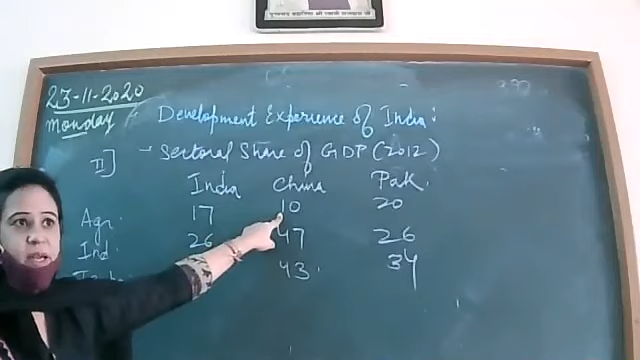 23-11-2020
Monday
Development Experience of India:
II] - Sectoral Share of GDP (2012)
India China Pak.
Agr. 17 10 20
Ind. 26 47 26
43. 34